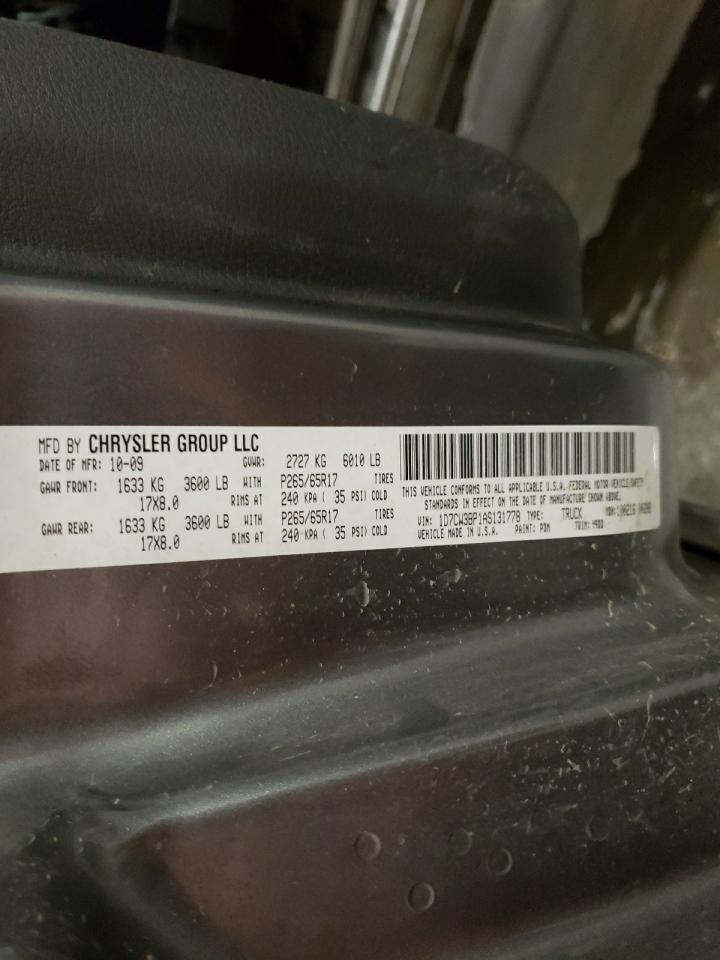 MFD BY CHRYSLER GROUP LLC
DATE OF MFR: 10-09 GVWR: 2727 KG 6010 LB
GAWR FRONT: 1633 KG 3600 LB WITH P265/65R17 TIRES
17X8.0 RIMS AT 240 KPA ( 35 PSI) COLD
GAWR REAR: 1633 KG 3600 LB WITH P265/65R17 TIRES
17X8.0 RIMS AT 240 KPA ( 35 PSI) COLD
THIS VEHICLE CONFORMS TO ALL APPLICABLE U.S.A. FEDERAL MOTOR VEHICLE SAFETY
STANDARDS IN EFFECT ON THE DATE OF MANUFACTURE SHOWN ABOVE.
VIN: 1D7CW3BP1AS131778 TYPE: TRUCK MDH:
VEHICLE MADE IN U.S.A. PAINT: PDM TRIM: